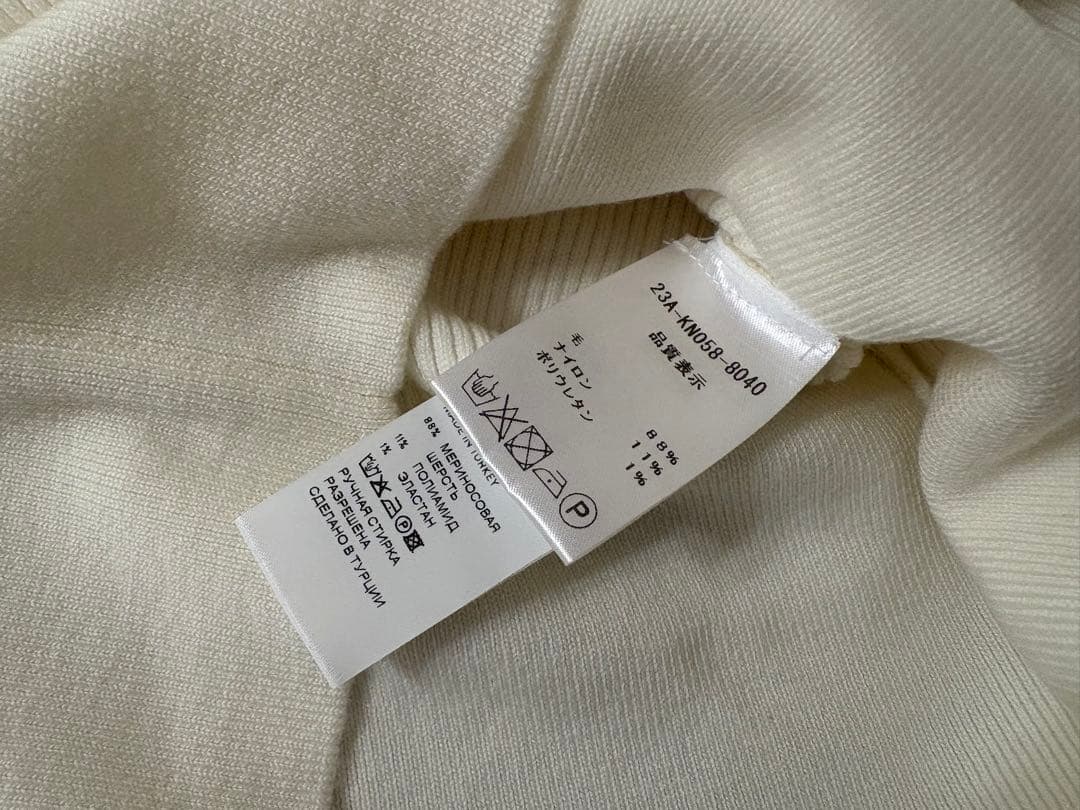 23A-KN058-8040
品質表示
毛 88%
ナイロン 11%
ポリウレタン 1%
P
MADE IN TURKEY
88% МЕРИНОСОВАЯ
ШЕРСТЬ
11% ПОЛИАМИД
1% ЭЛАСТАН
P
РУЧНАЯ СТИРКА
РАЗРЕШЕНА
СДЕЛАНО В ТУРЦИИ